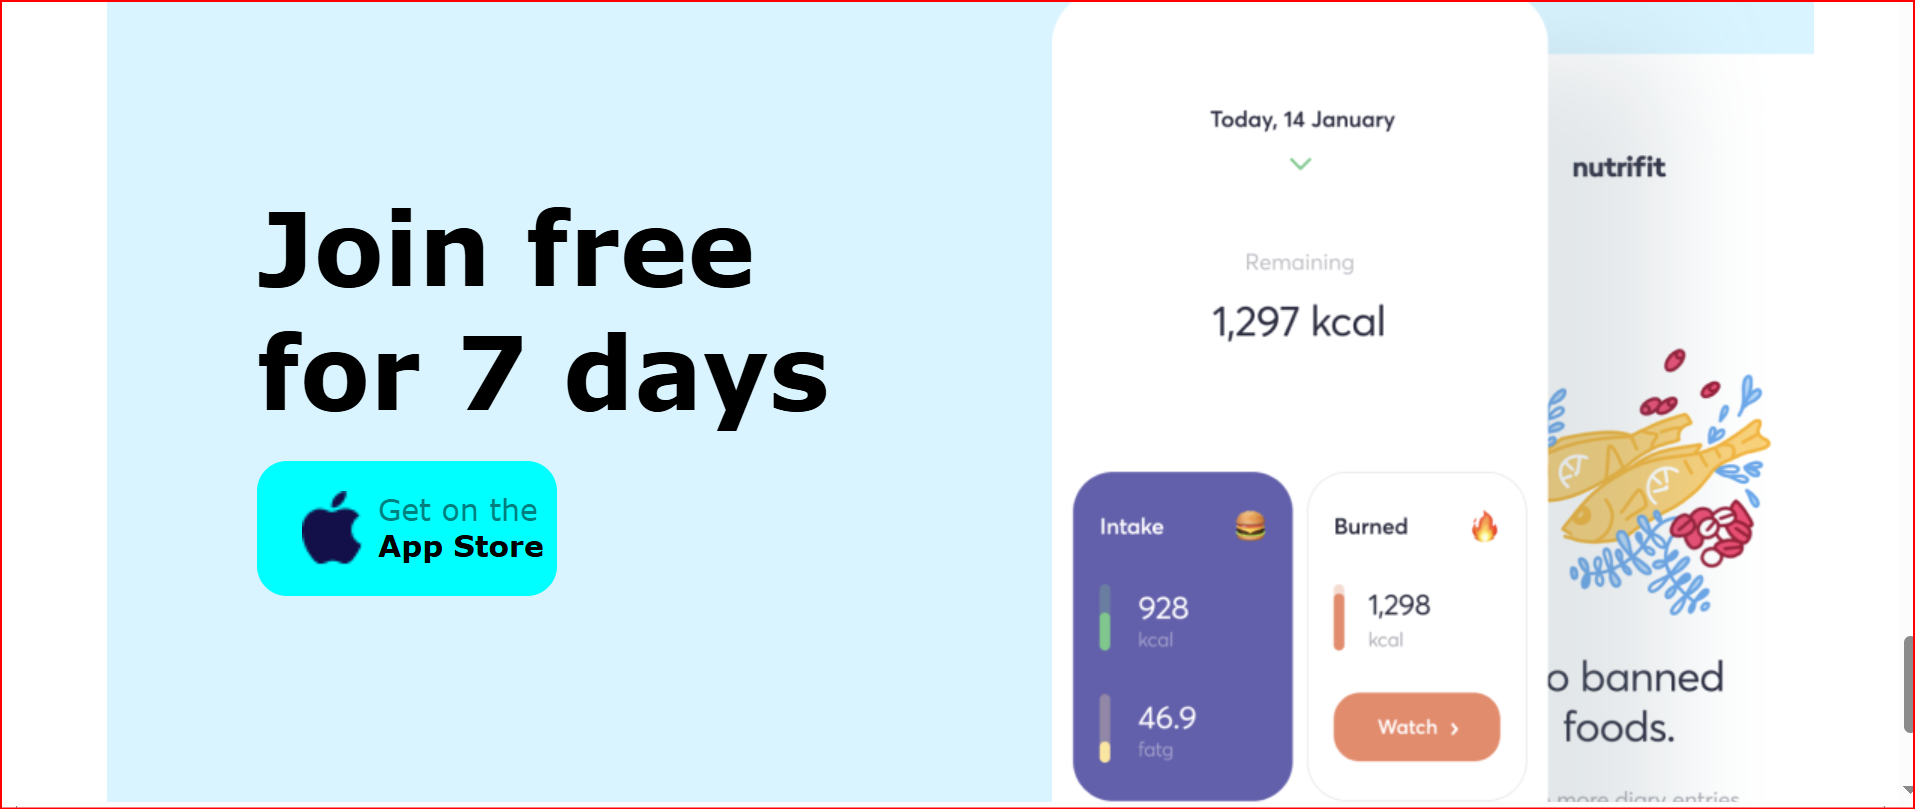 Join free
for 7 days
Get on the
App Store
Today, 14 January
Remaining
1,297 kcal
Intake
928
kcal
46.9
fatg
Burned
1,298
kcal
Watch
nutrifit
o banned
foods.
more diary entries